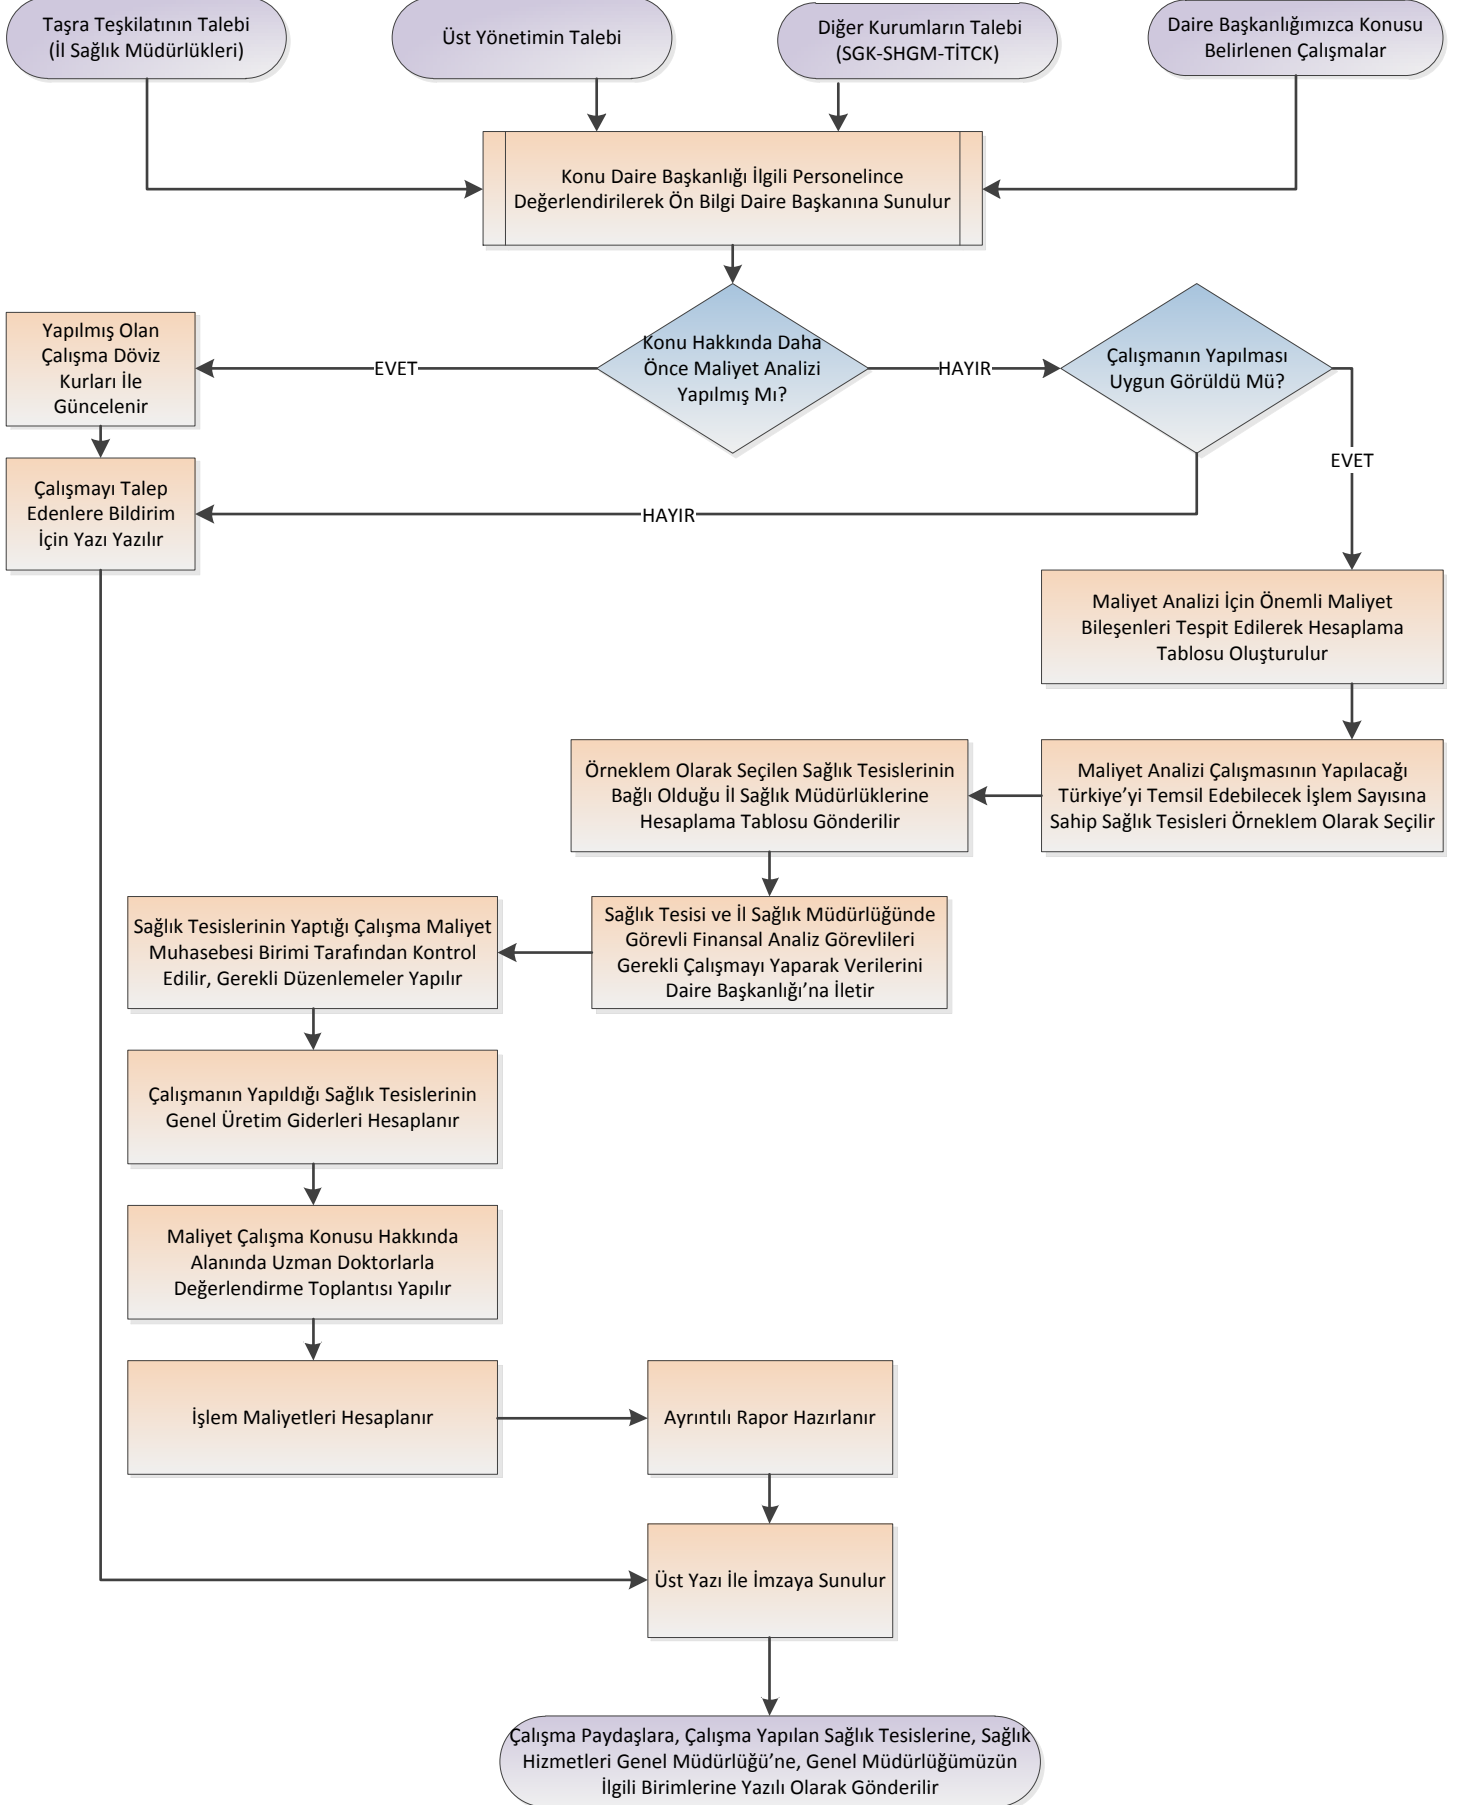 Taşra Teşkilatının Talebi
(İl Sağlık Müdürlükleri)
Üst Yönetimin Talebi
Diğer Kurumların Talebi
(SGK-SHGM-TİTCK)
Daire Başkanlığımızca Konusu
Belirlenen Çalışmalar
Konu Daire Başkanlığı İlgili Personelince
Değerlendirilerek Ön Bilgi Daire Başkanına Sunulur
Yapılmış Olan
Çalışma Döviz
Kurları İle
Güncelenir
EVET
Konu Hakkında Daha
Önce Maliyet Analizi
Yapılmış Mı?
HAYIR
Çalışmanın Yapılması
Uygun Görüldü Mü?
EVET
Çalışmayı Talep
Edenlere Bildirim
İçin Yazı Yazılır
HAYIR
Maliyet Analizi İçin Önemli Maliyet
Bileşenleri Tespit Edilerek Hesaplama
Tablosu Oluşturulur
Örneklem Olarak Seçilen Sağlık Tesislerinin
Bağlı Olduğu İl Sağlık Müdürlüklerine
Hesaplama Tablosu Gönderilir
Maliyet Analizi Çalışmasının Yapılacağı
Türkiye’yi Temsil Edebilecek İşlem Sayısına
Sahip Sağlık Tesisleri Örneklem Olarak Seçilir
Sağlık Tesislerinin Yaptığı Çalışma Maliyet
Muhasebesi Birimi Tarafından Kontrol
Edilir, Gerekli Düzenlemeler Yapılır
Sağlık Tesisi ve İl Sağlık Müdürlüğünde
Görevli Finansal Analiz Görevlileri
Gerekli Çalışmayı Yaparak Verilerini
Daire Başkanlığı’na İletir
Çalışmanın Yapıldığı Sağlık Tesislerinin
Genel Üretim Giderleri Hesaplanır
Maliyet Çalışma Konusu Hakkında
Alanında Uzman Doktorlarla
Değerlendirme Toplantısı Yapılır
İşlem Maliyetleri Hesaplanır
Ayrıntılı Rapor Hazırlanır
Üst Yazı İle İmzaya Sunulur
Çalışma Paydaşlara, Çalışma Yapılan Sağlık Tesislerine, Sağlık
Hizmetleri Genel Müdürlüğü’ne, Genel Müdürlüğümüzün
İlgili Birimlerine Yazılı Olarak Gönderilir